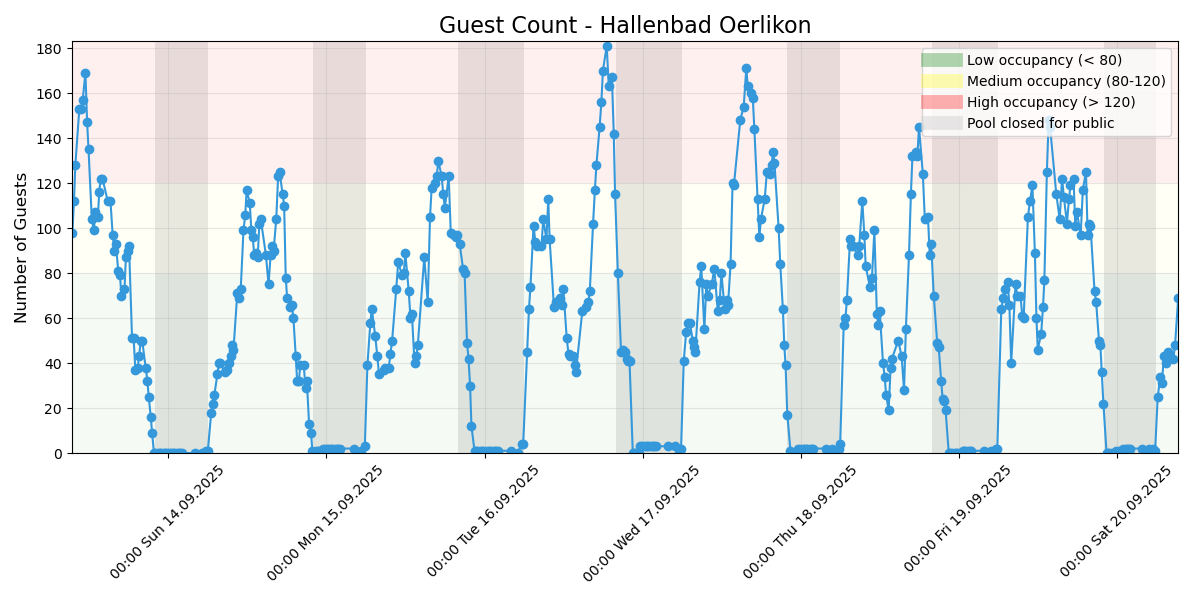 Guest Count - Hallenbad Oerlikon
Number of Guests
180
160
140
120
100
80
60
40
20
0
Low occupancy (< 80)
Medium occupancy (80-120)
High occupancy (> 120)
Pool closed for public
00:00 Sun 14.09.2025
00:00 Mon 15.09.2025
00:00 Tue 16.09.2025
00:00 Wed 17.09.2025
00:00 Thu 18.09.2025
00:00 Fri 19.09.2025
00:00 Sat 20.09.2025